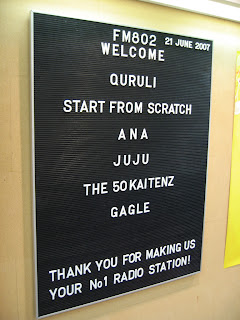 FM802 21 JUNE 2007
WELCOME
QURULI
START FROM SCRATCH
ANA
JUJU
THE 50KAITENZ
GAGLE
THANK YOU FOR MAKING US
YOUR No1 RADIO STATION!